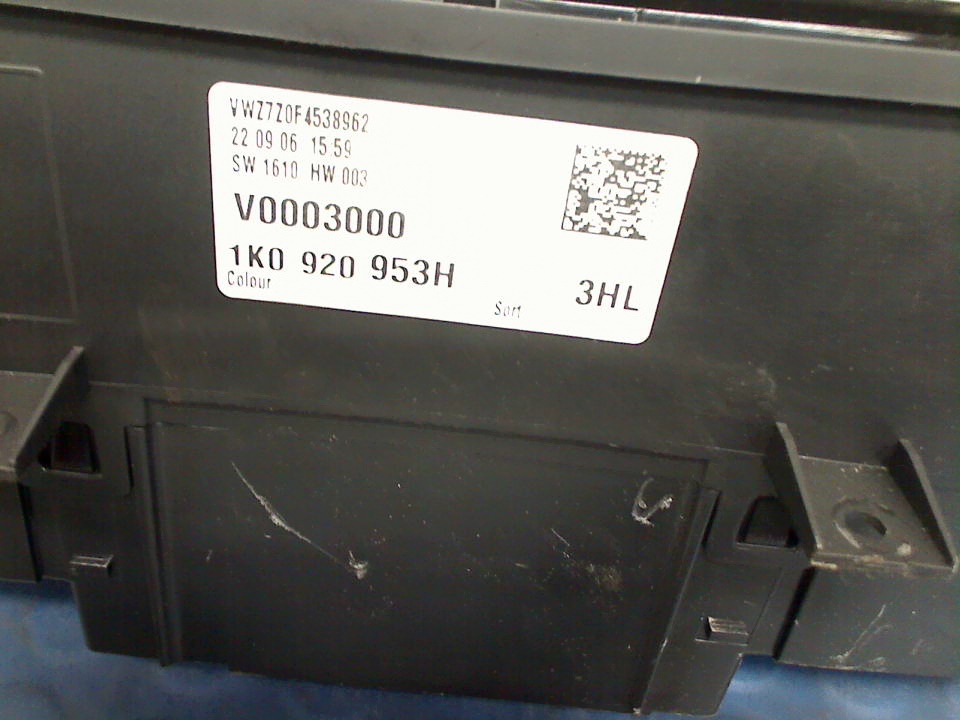 VWZ7Z0F4538962
22 09 06 15:59
SW 1610 HW 003
V0003000
1K0 920 953H
Colour
Sort 3HL